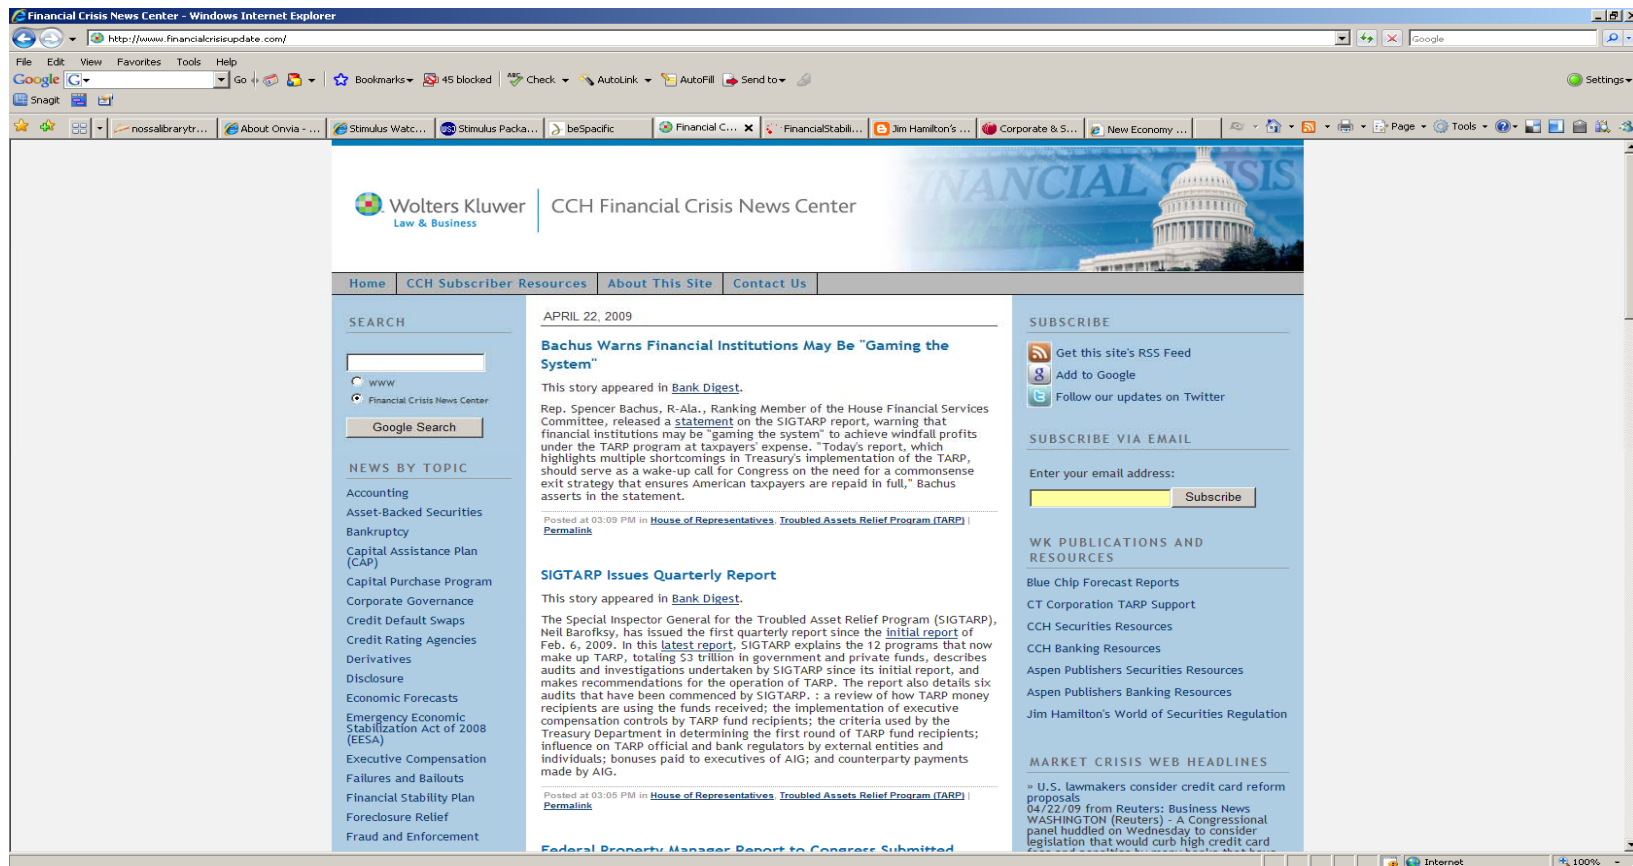 Financial Crisis News Center - Windows Internet Explorer
http://www.financialcrisisupdate.com/
Google
File Edit View Favorites Tools Help
Google G Go Bookmarks 45 blocked Check AutoLink AutoFill Send to Settings
Snagit
nossalibrarytr... About Onvia - ... Stimulus Watc... Stimulus Packa... beSpacific Financial C... FinancialStabili... Jim Hamilton's ... Corporate & S... New Economy ... Page Tools
FINANCIAL CRISIS
Wolters Kluwer
Law & Business
CCH Financial Crisis News Center
Home CCH Subscriber Resources About This Site Contact Us
SEARCH
www
Financial Crisis News Center
Google Search
NEWS BY TOPIC
Accounting
Asset-Backed Securities
Bankruptcy
Capital Assistance Plan
(CAP)
Capital Purchase Program
Corporate Governance
Credit Default Swaps
Credit Rating Agencies
Derivatives
Disclosure
Economic Forecasts
Emergency Economic
Stabilization Act of 2008
(EESA)
Executive Compensation
Failures and Bailouts
Financial Stability Plan
Foreclosure Relief
Fraud and Enforcement
APRIL 22, 2009
Bachus Warns Financial Institutions May Be "Gaming the
System"
This story appeared in Bank Digest.
Rep. Spencer Bachus, R-Ala., Ranking Member of the House Financial Services
Committee, released a statement on the SIGTARP report, warning that
financial institutions may be "gaming the system" to achieve windfall profits
under the TARP program at taxpayers' expense. "Today's report, which
highlights multiple shortcomings in Treasury's implementation of the TARP,
should serve as a wake-up call for Congress on the need for a commonsense
exit strategy that ensures American taxpayers are repaid in full," Bachus
asserts in the statement.
Posted at 03:09 PM in House of Representatives, Troubled Assets Relief Program (TARP) |
Permalink
SIGTARP Issues Quarterly Report
This story appeared in Bank Digest.
The Special Inspector General for the Troubled Asset Relief Program (SIGTARP),
Neil Barofksy, has issued the first quarterly report since the initial report of
Feb. 6, 2009. In this latest report, SIGTARP explains the 12 programs that now
make up TARP, totaling $3 trillion in government and private funds, describes
audits and investigations undertaken by SIGTARP since its initial report, and
makes recommendations for the operation of TARP. The report also details six
audits that have been commenced by SIGTARP. : a review of how TARP money
recipients are using the funds received; the implementation of executive
compensation controls by TARP fund recipients; the criteria used by the
Treasury Department in determining the first round of TARP fund recipients;
influence on TARP official and bank regulators by external entities and
individuals; bonuses paid to executives of AIG; and counterparty payments
made by AIG.
Posted at 03:05 PM in House of Representatives, Troubled Assets Relief Program (TARP) |
Permalink
Federal Property Manager Report to Congress Submitted
SUBSCRIBE
Get this site's RSS Feed
Add to Google
Follow our updates on Twitter
SUBSCRIBE VIA EMAIL
Enter your email address:
Subscribe
WK PUBLICATIONS AND
RESOURCES
Blue Chip Forecast Reports
CT Corporation TARP Support
CCH Securities Resources
CCH Banking Resources
Aspen Publishers Securities Resources
Aspen Publishers Banking Resources
Jim Hamilton's World of Securities Regulation
MARKET CRISIS WEB HEADLINES
» U.S. lawmakers consider credit card reform
proposals
04/22/09 from Reuters: Business News
WASHINGTON (Reuters) - A Congressional
panel huddled on Wednesday to consider
legislation that would curb high credit card
Internet 100%